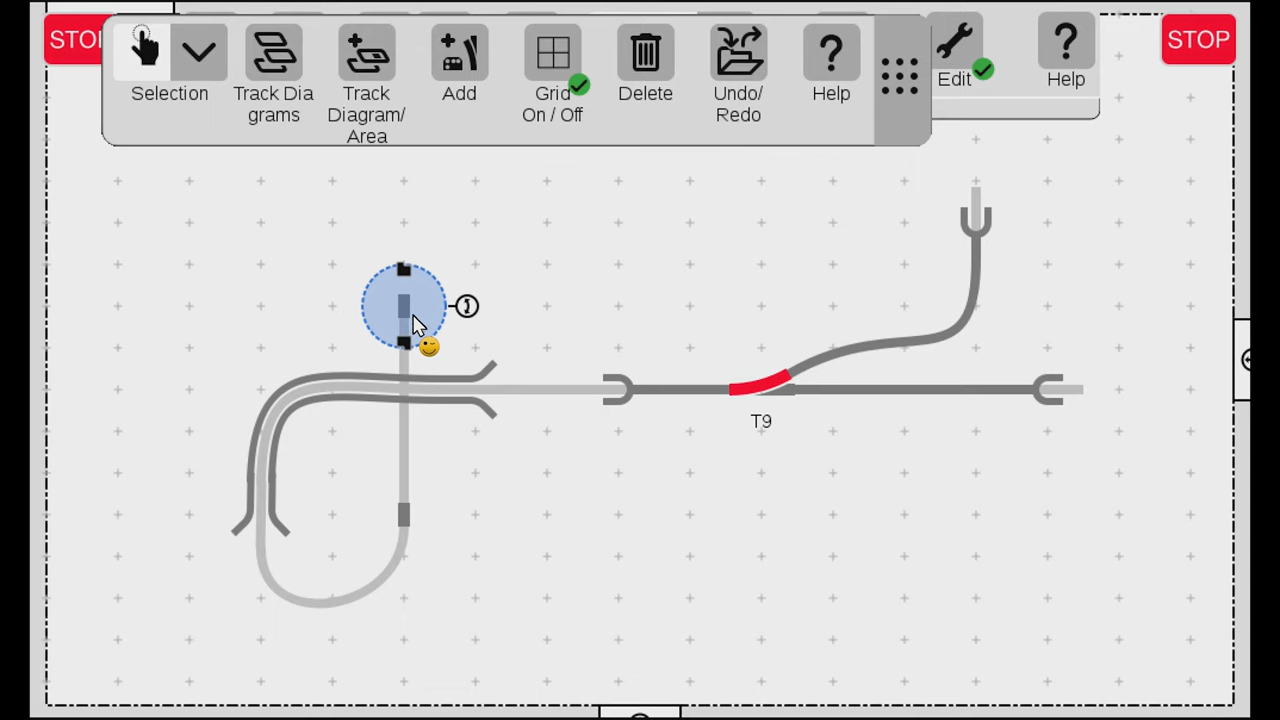 STOP
Selection
Track Dia
grams
Track
Diagram/
Area
Add
Grid
On / Off
Delete
Undo/
Redo
Help
Edit
Help
STOP
T9